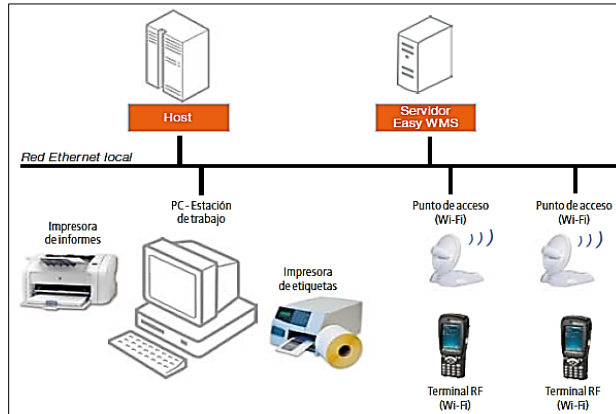 Host
Servidor
Easy WMS
Red Ethernet local
PC - Estación
de trabajo
Punto de acceso
(Wi-Fi)
Punto de acceso
(Wi-Fi)
Impresora
de informes
Impresora
de etiquetas
Terminal RF
(Wi-Fi)
Terminal RF
(Wi-Fi)